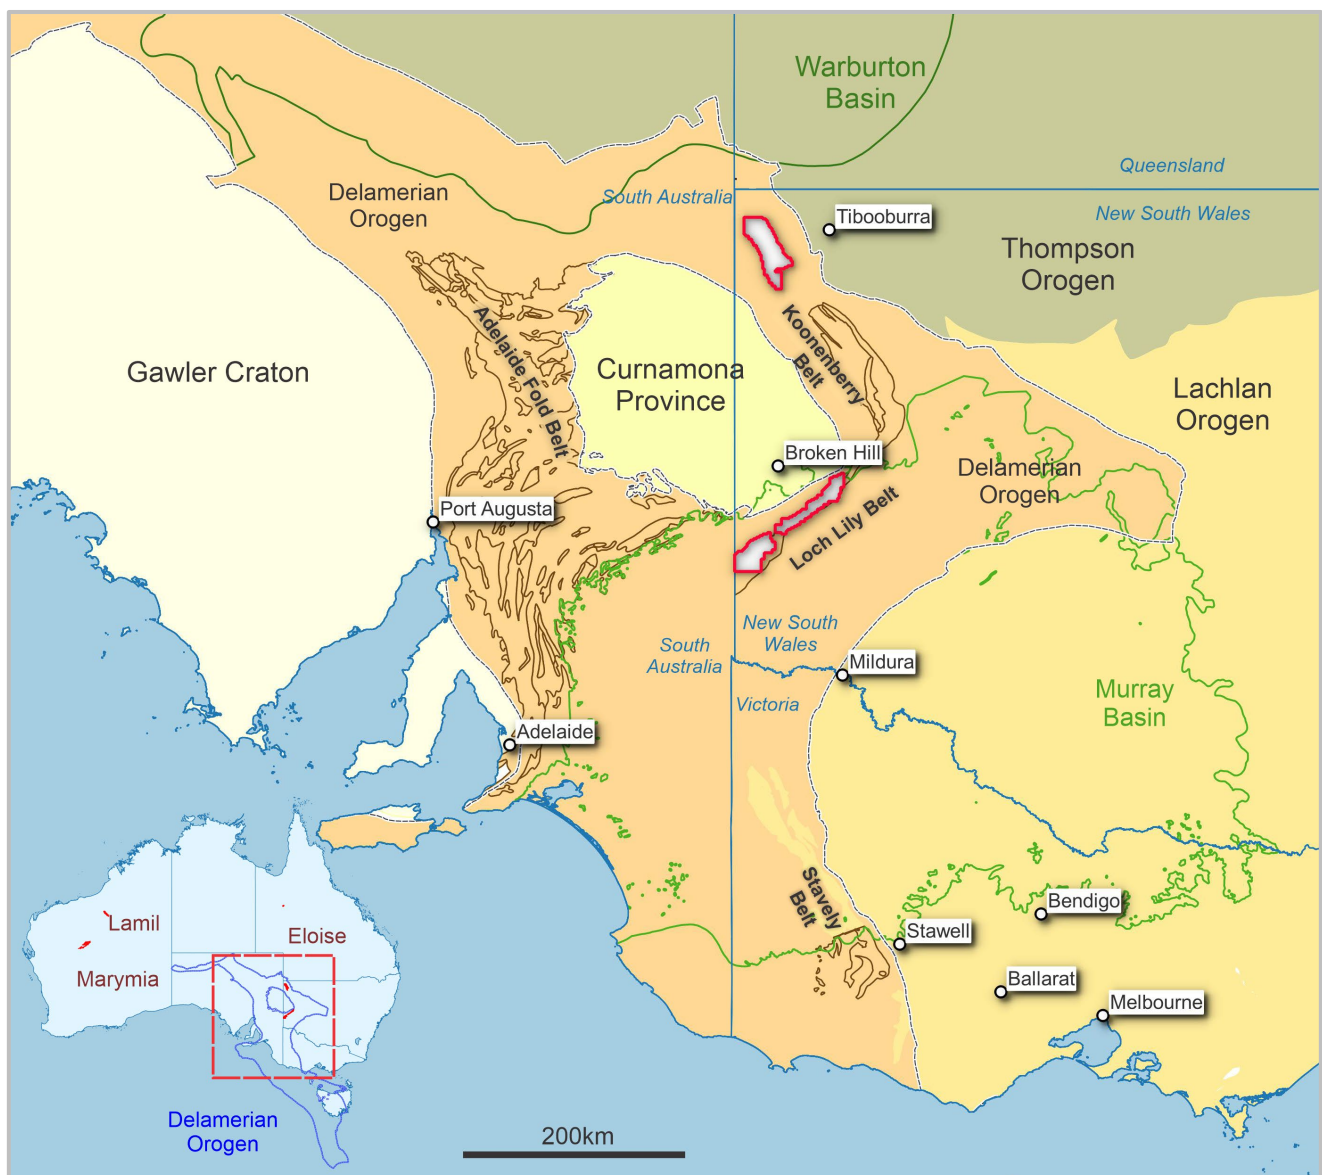 Warburton
Basin
Queensland
Delamerian
Orogen
South Australia
New South Wales
Tibooburra
Thompson
Orogen
Koonenberry
Belt
Adelaide Fold Belt
Gawler Craton
Curnamona
Province
Lachlan
Orogen
Broken Hill
Delamerian
Orogen
Port Augusta
Loch Lily Belt
New South
Wales
South
Australia
Mildura
Murray
Basin
Victoria
Adelaide
Stavely
Belt
Bendigo
Stawell
Ballarat
Melbourne
Lamil
Eloise
Marymia
Delamerian
Orogen
200km